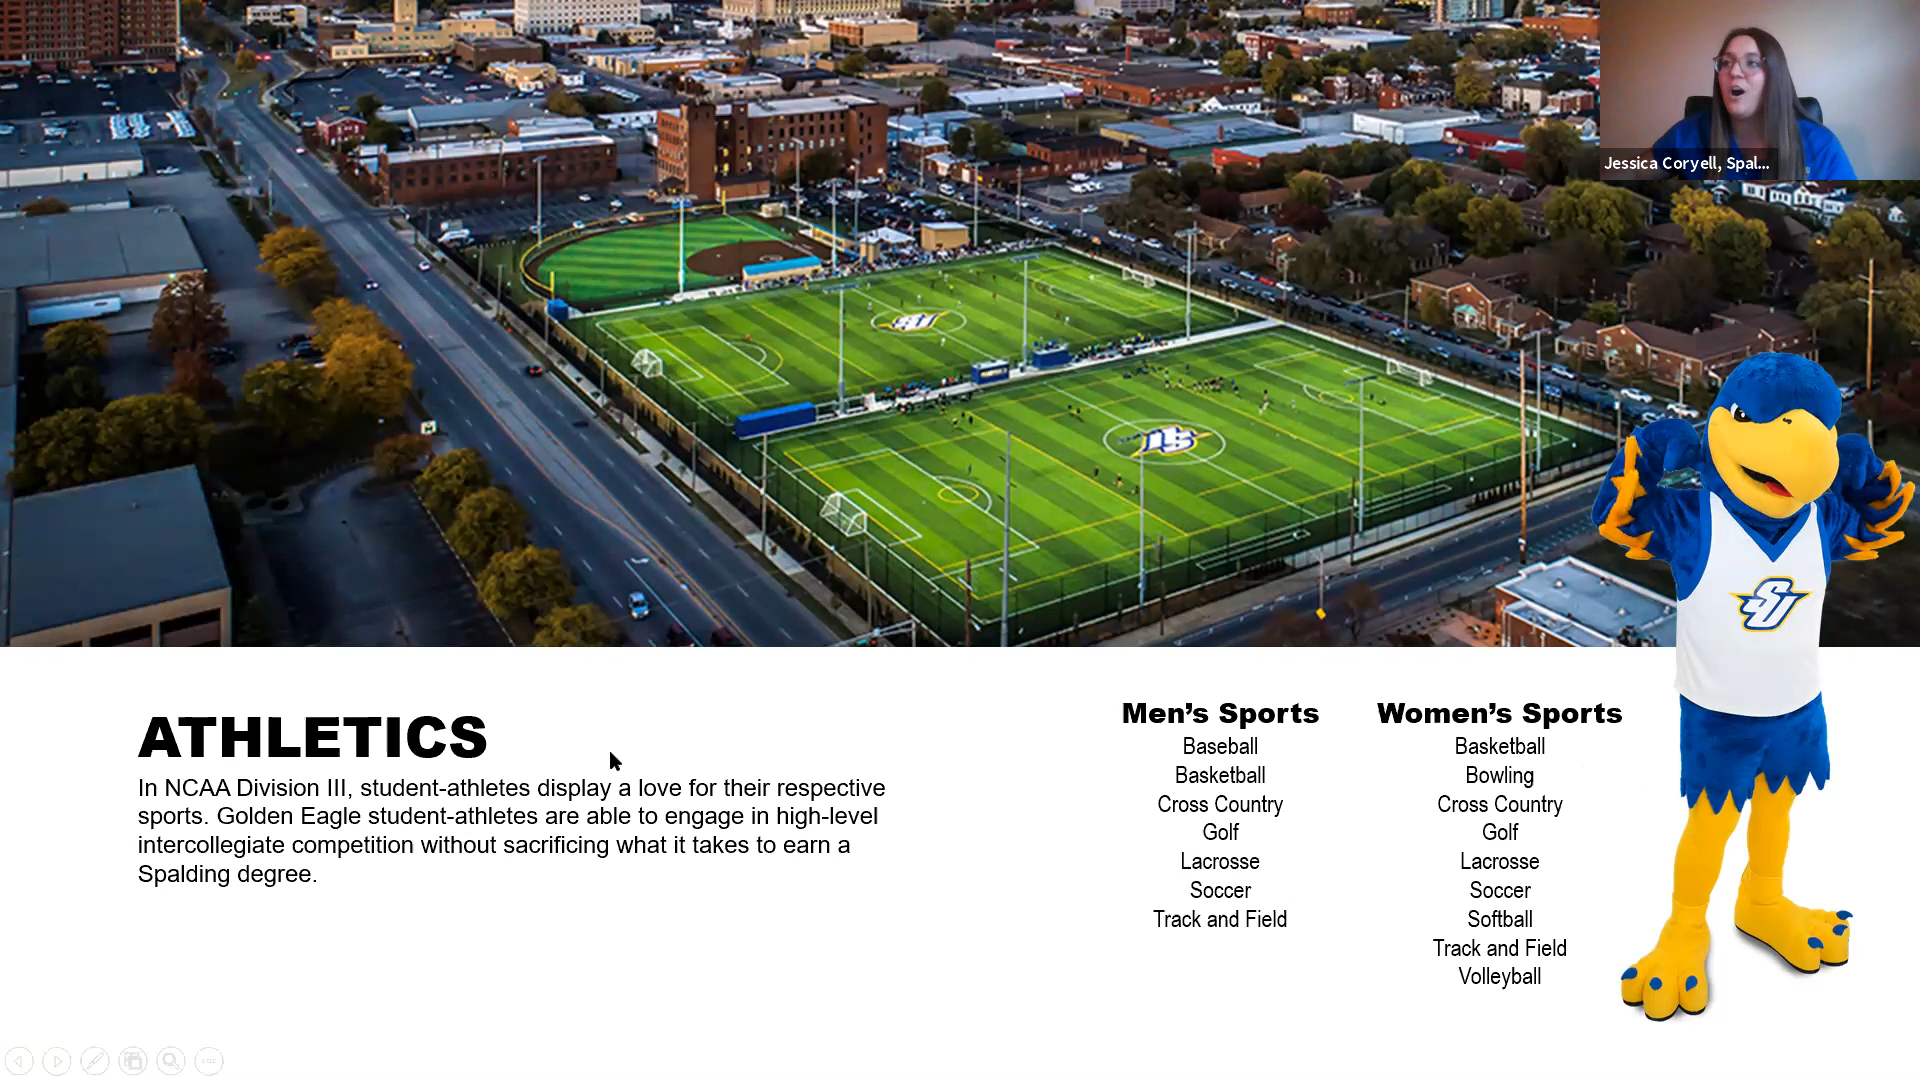 Jessica Coryell, Spal...
SU
SU
SU
ATHLETICS
In NCAA Division III, student-athletes display a love for their respective
sports. Golden Eagle student-athletes are able to engage in high-level
intercollegiate competition without sacrificing what it takes to earn a
Spalding degree.
Men's Sports
Baseball
Basketball
Cross Country
Golf
Lacrosse
Soccer
Track and Field
Women's Sports
Basketball
Bowling
Cross Country
Golf
Lacrosse
Soccer
Softball
Track and Field
Volleyball